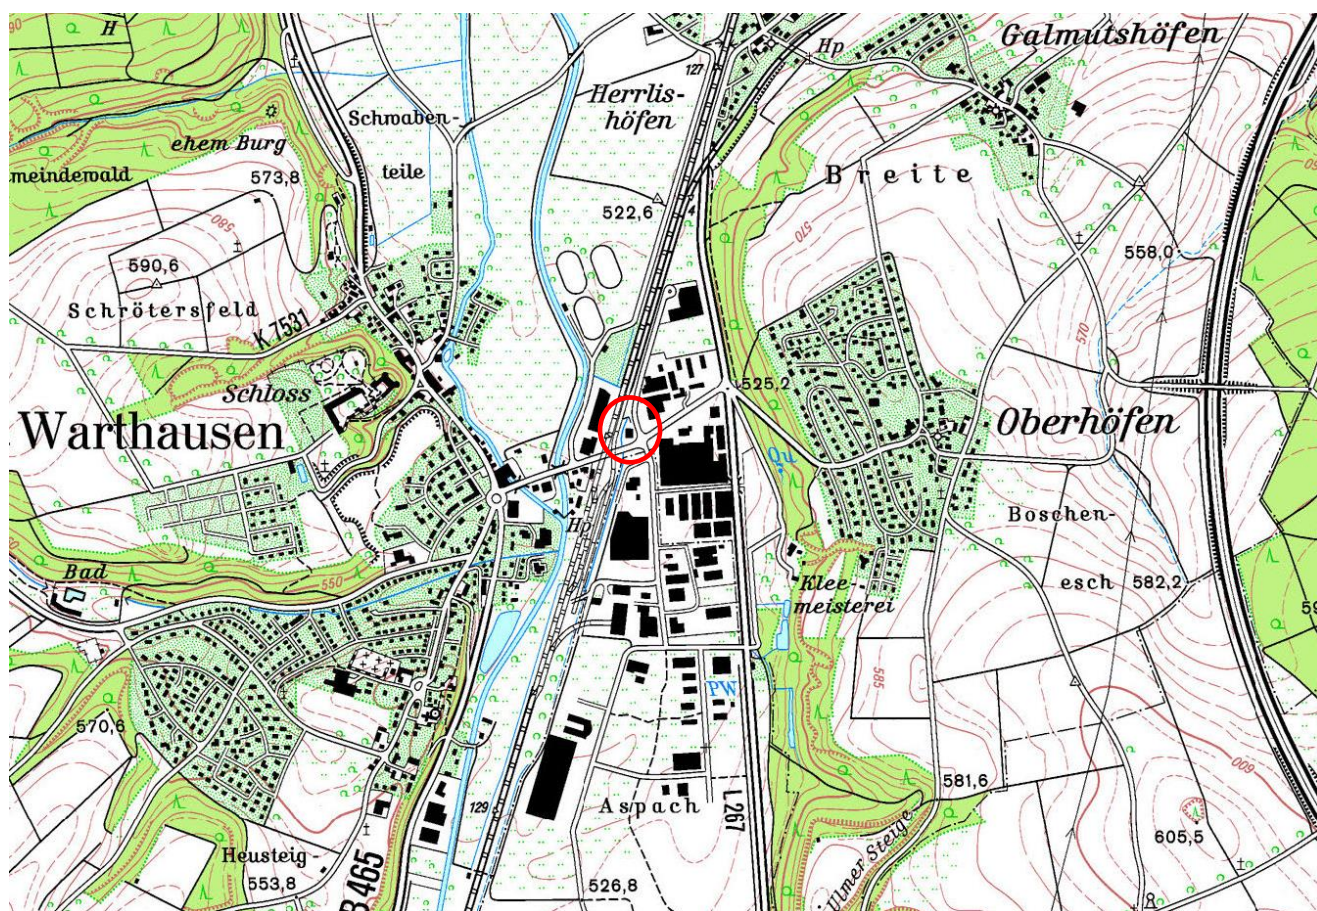 H
Hp
Galmutshöfen
127
Herrlis-
höfen
Schwaben-
teile
ehem Burg
meindewald
573,8
Breite
522,6
4
570
580
590,6
558,0
Schrötersfeld
K 7531
570
Schloss
525,2
Warthausen
Oberhöfen
Qu
Boschen-
Hp
esch 582,2
Bad
550
Klee-
meisterei
585
PW
570,6
581,6
600
129
Aspach
L 267
Ulmer Steige
605,5
Heusteig-
553,8
B 465
526,8